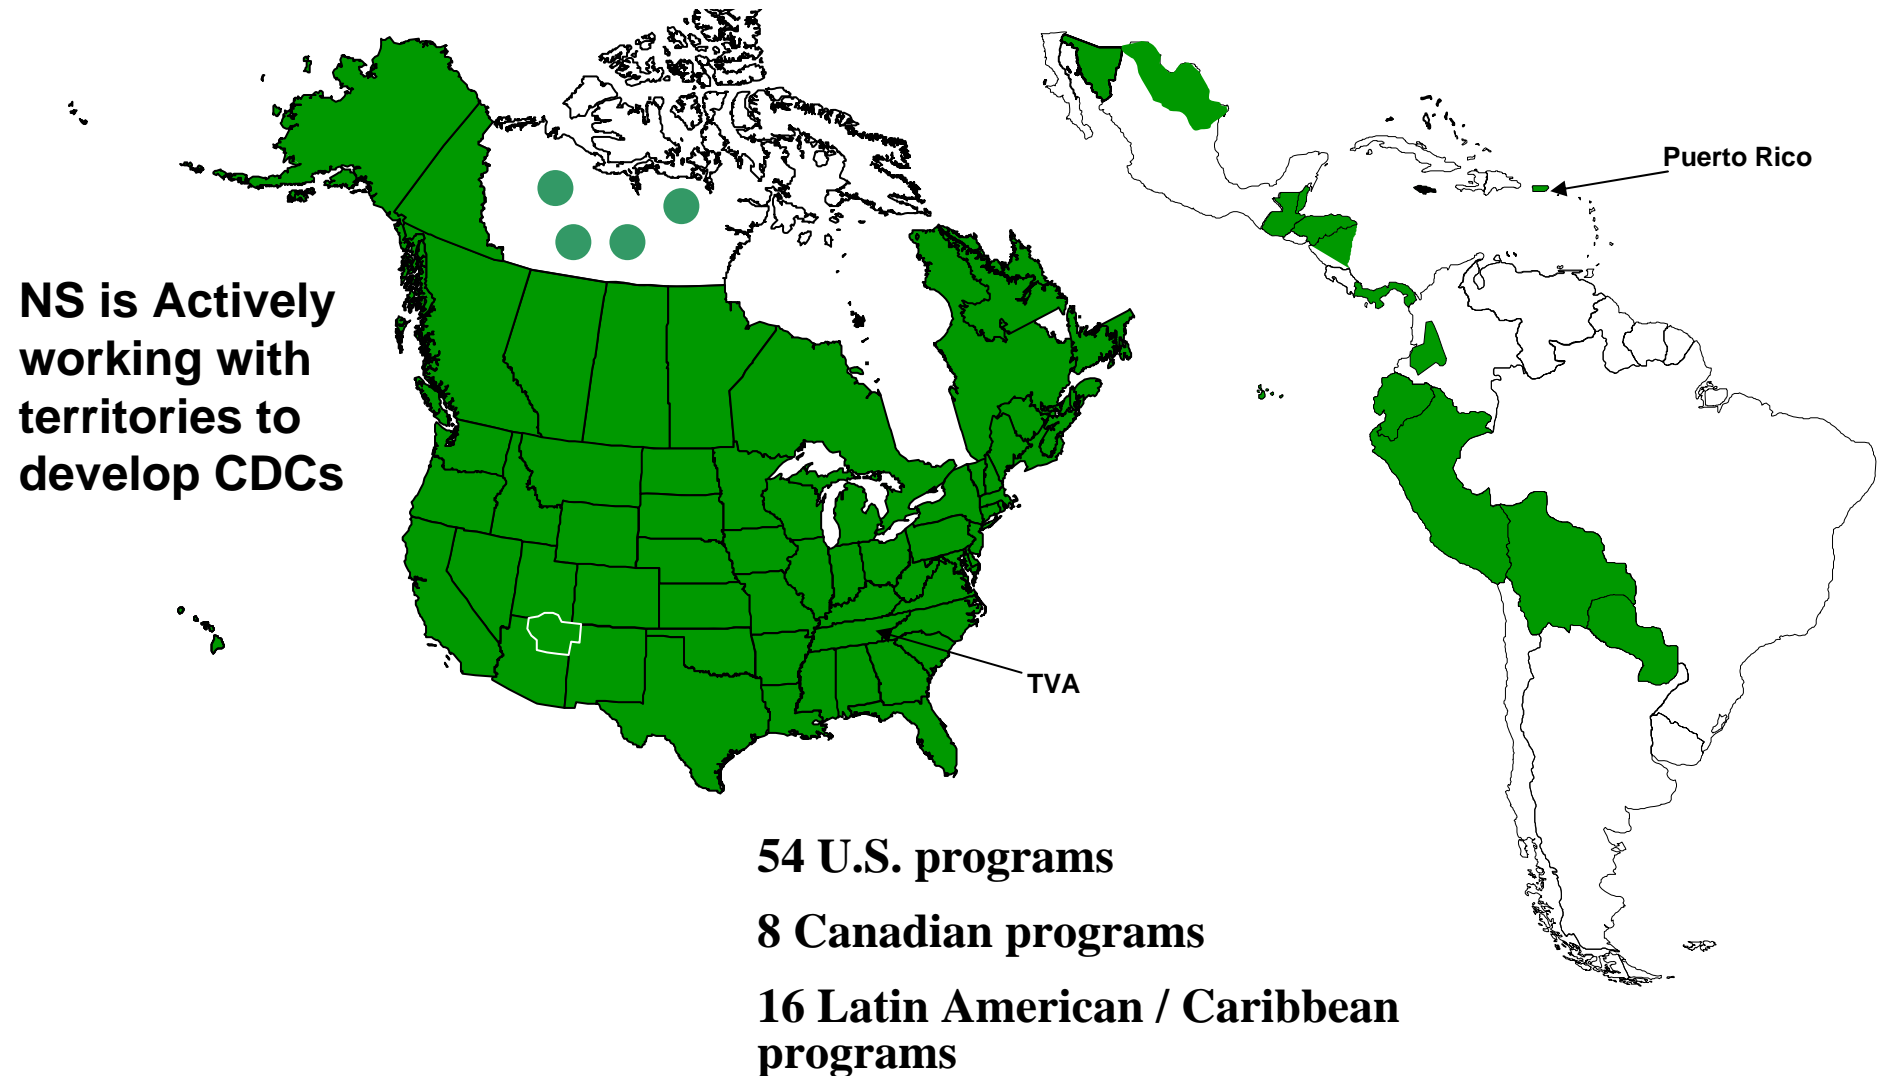 NS is Actively
working with
territories to
develop CDCs
Puerto Rico
TVA
54 U.S. programs
8 Canadian programs
16 Latin American / Caribbean
programs